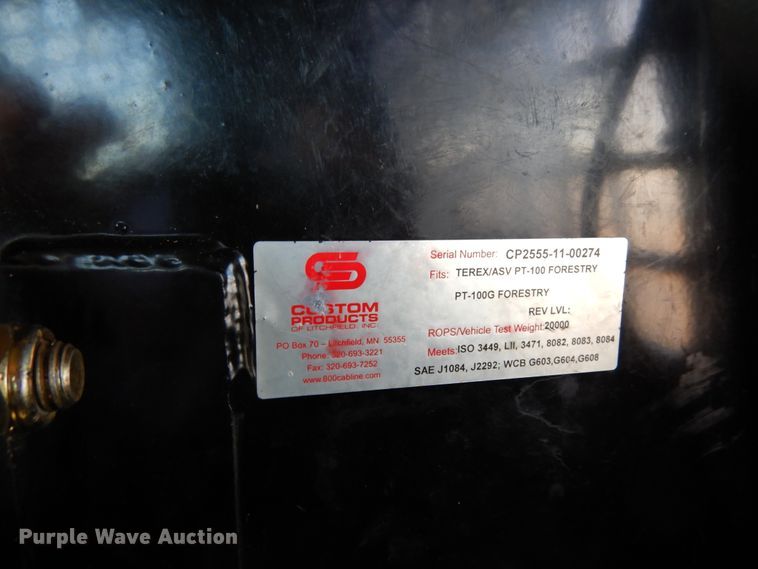 CUSTOM
PRODUCTS
OF LITCHFIELD, INC.
PO Box 70 – Litchfield, MN 55355
Phone: 320-693-3221
Fax: 320-693-7252
www.800cabline.com
Serial Number: CP2555-11-00274
Fits: TEREX/ASV PT-100 FORESTRY
PT-100G FORESTRY
REV LVL:
ROPS/Vehicle Test Weight: 20000
Meets: ISO 3449, LII, 3471, 8082, 8083, 8084
SAE J1084, J2292; WCB G603,G604,G608
Purple Wave Auction